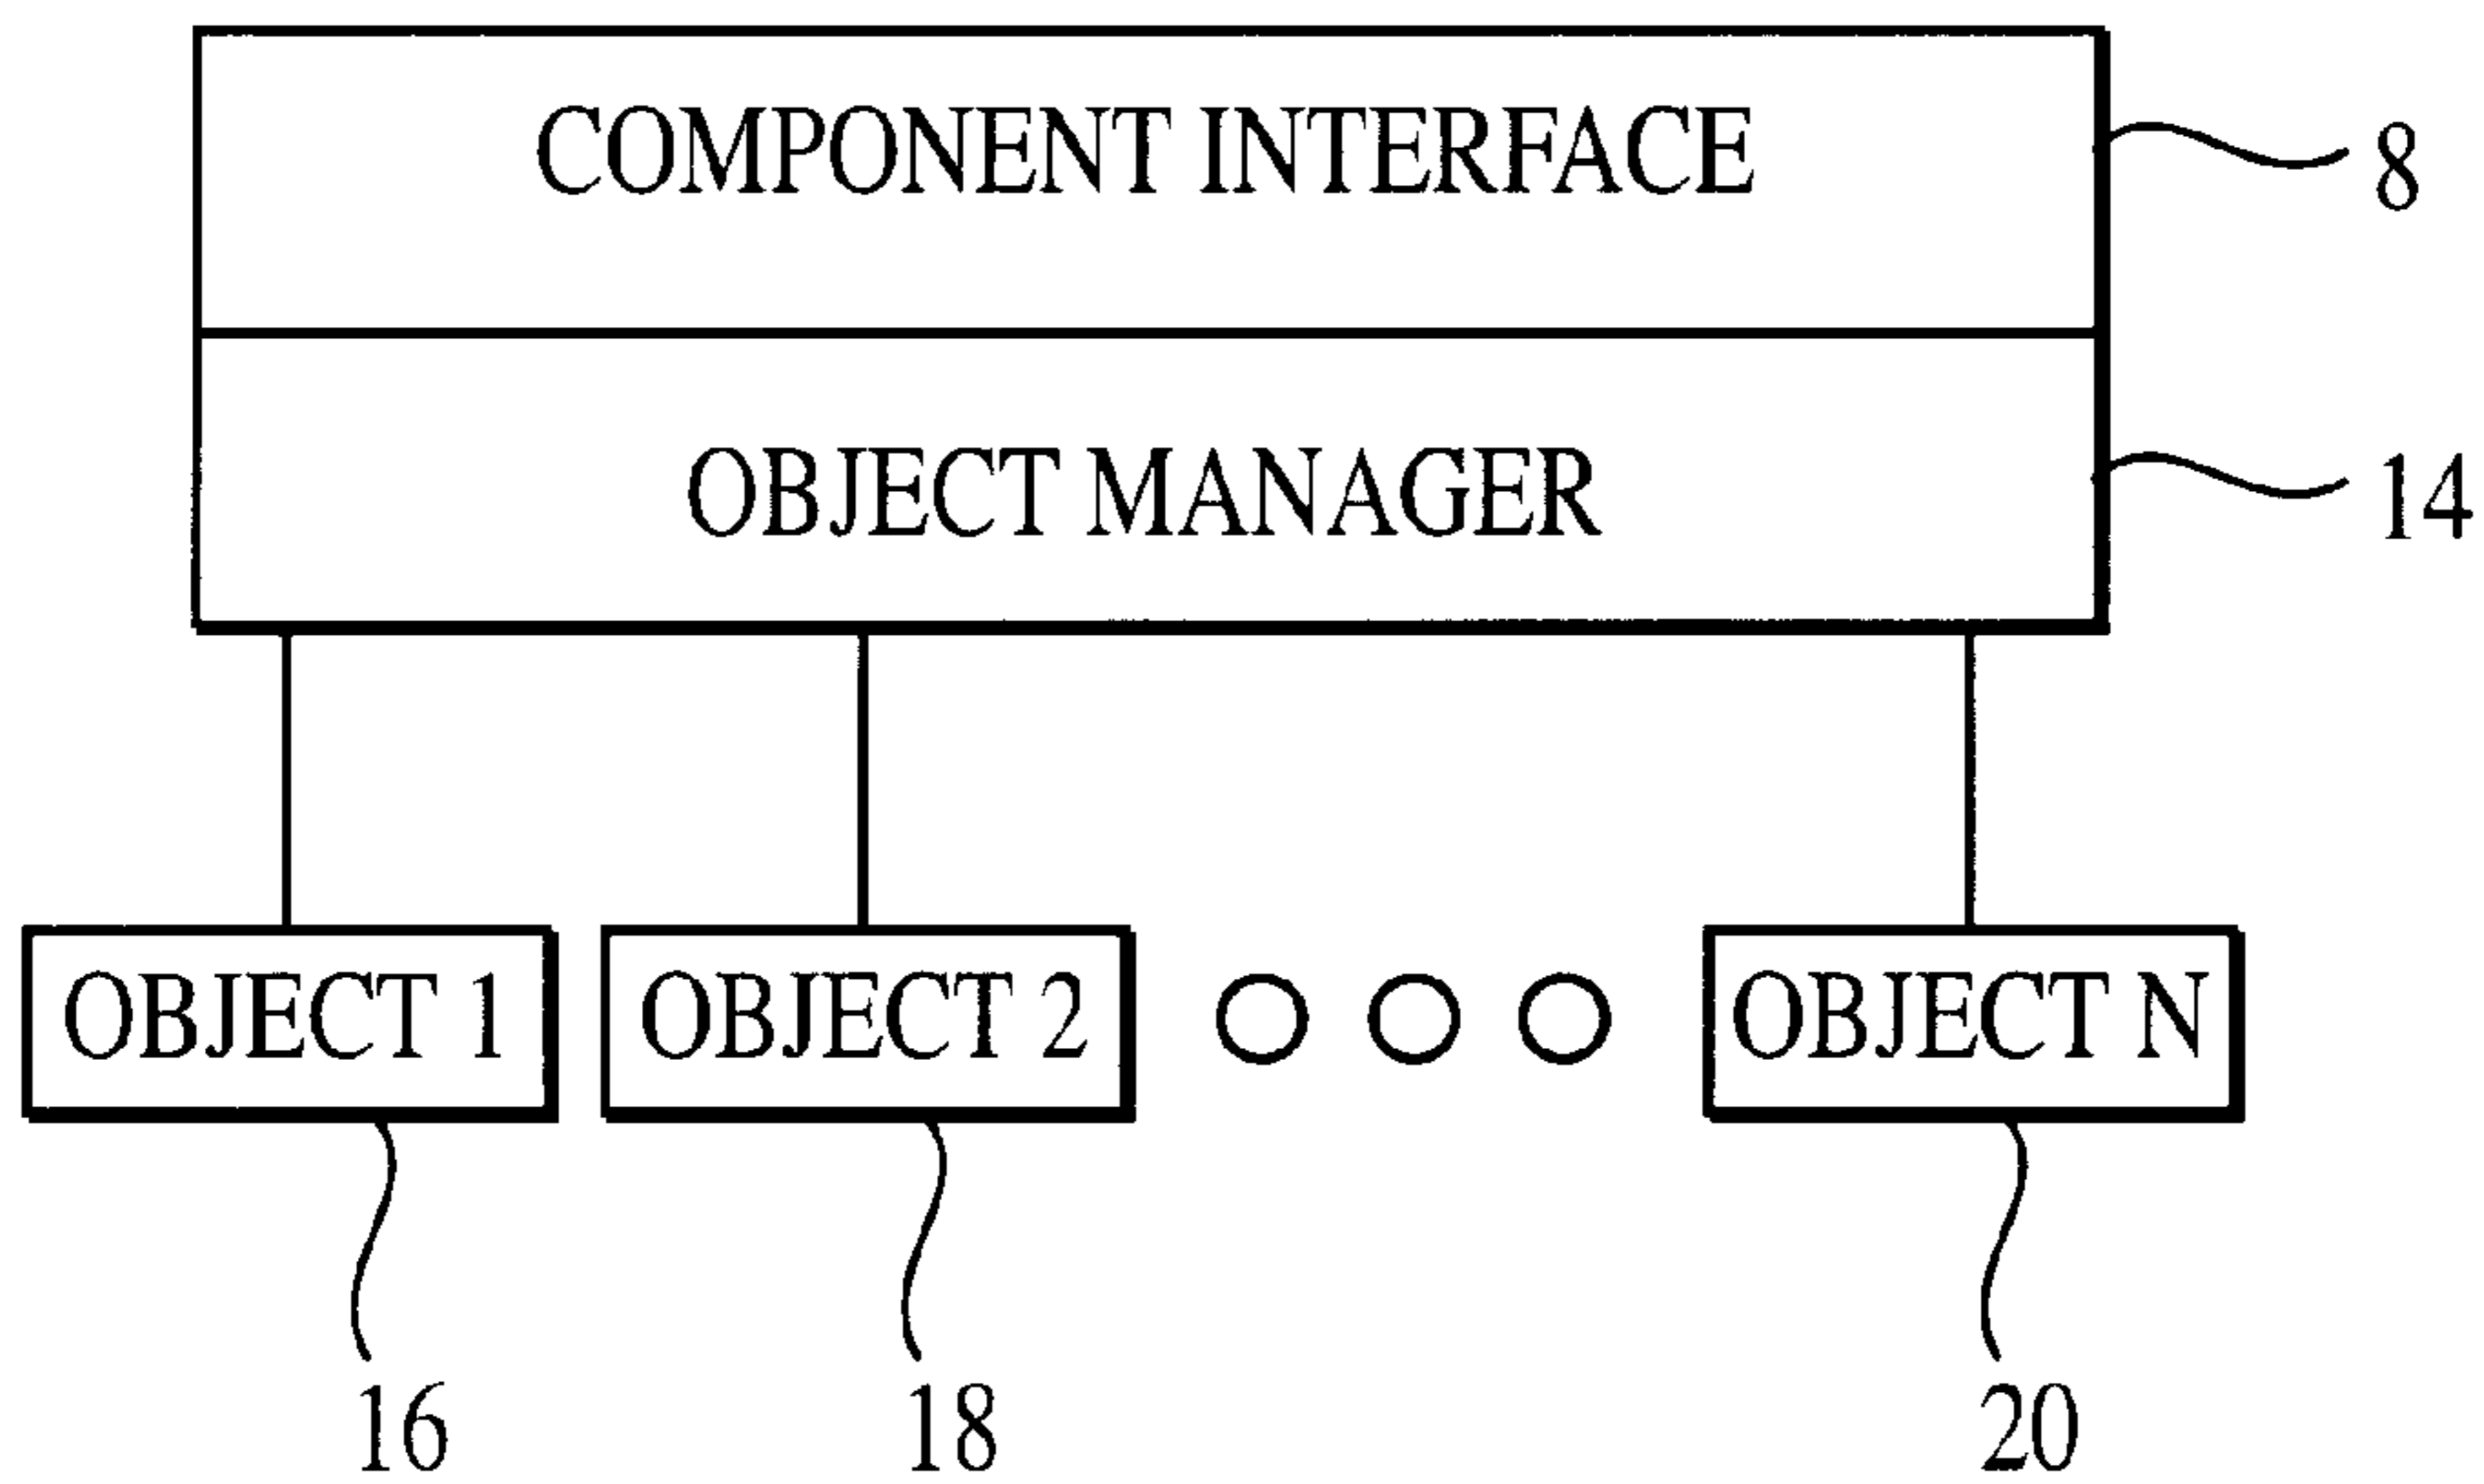 COMPONENT INTERFACE
8
OBJECT MANAGER
14
OBJECT 1
OBJECT 2
OBJECT N
16
18
20